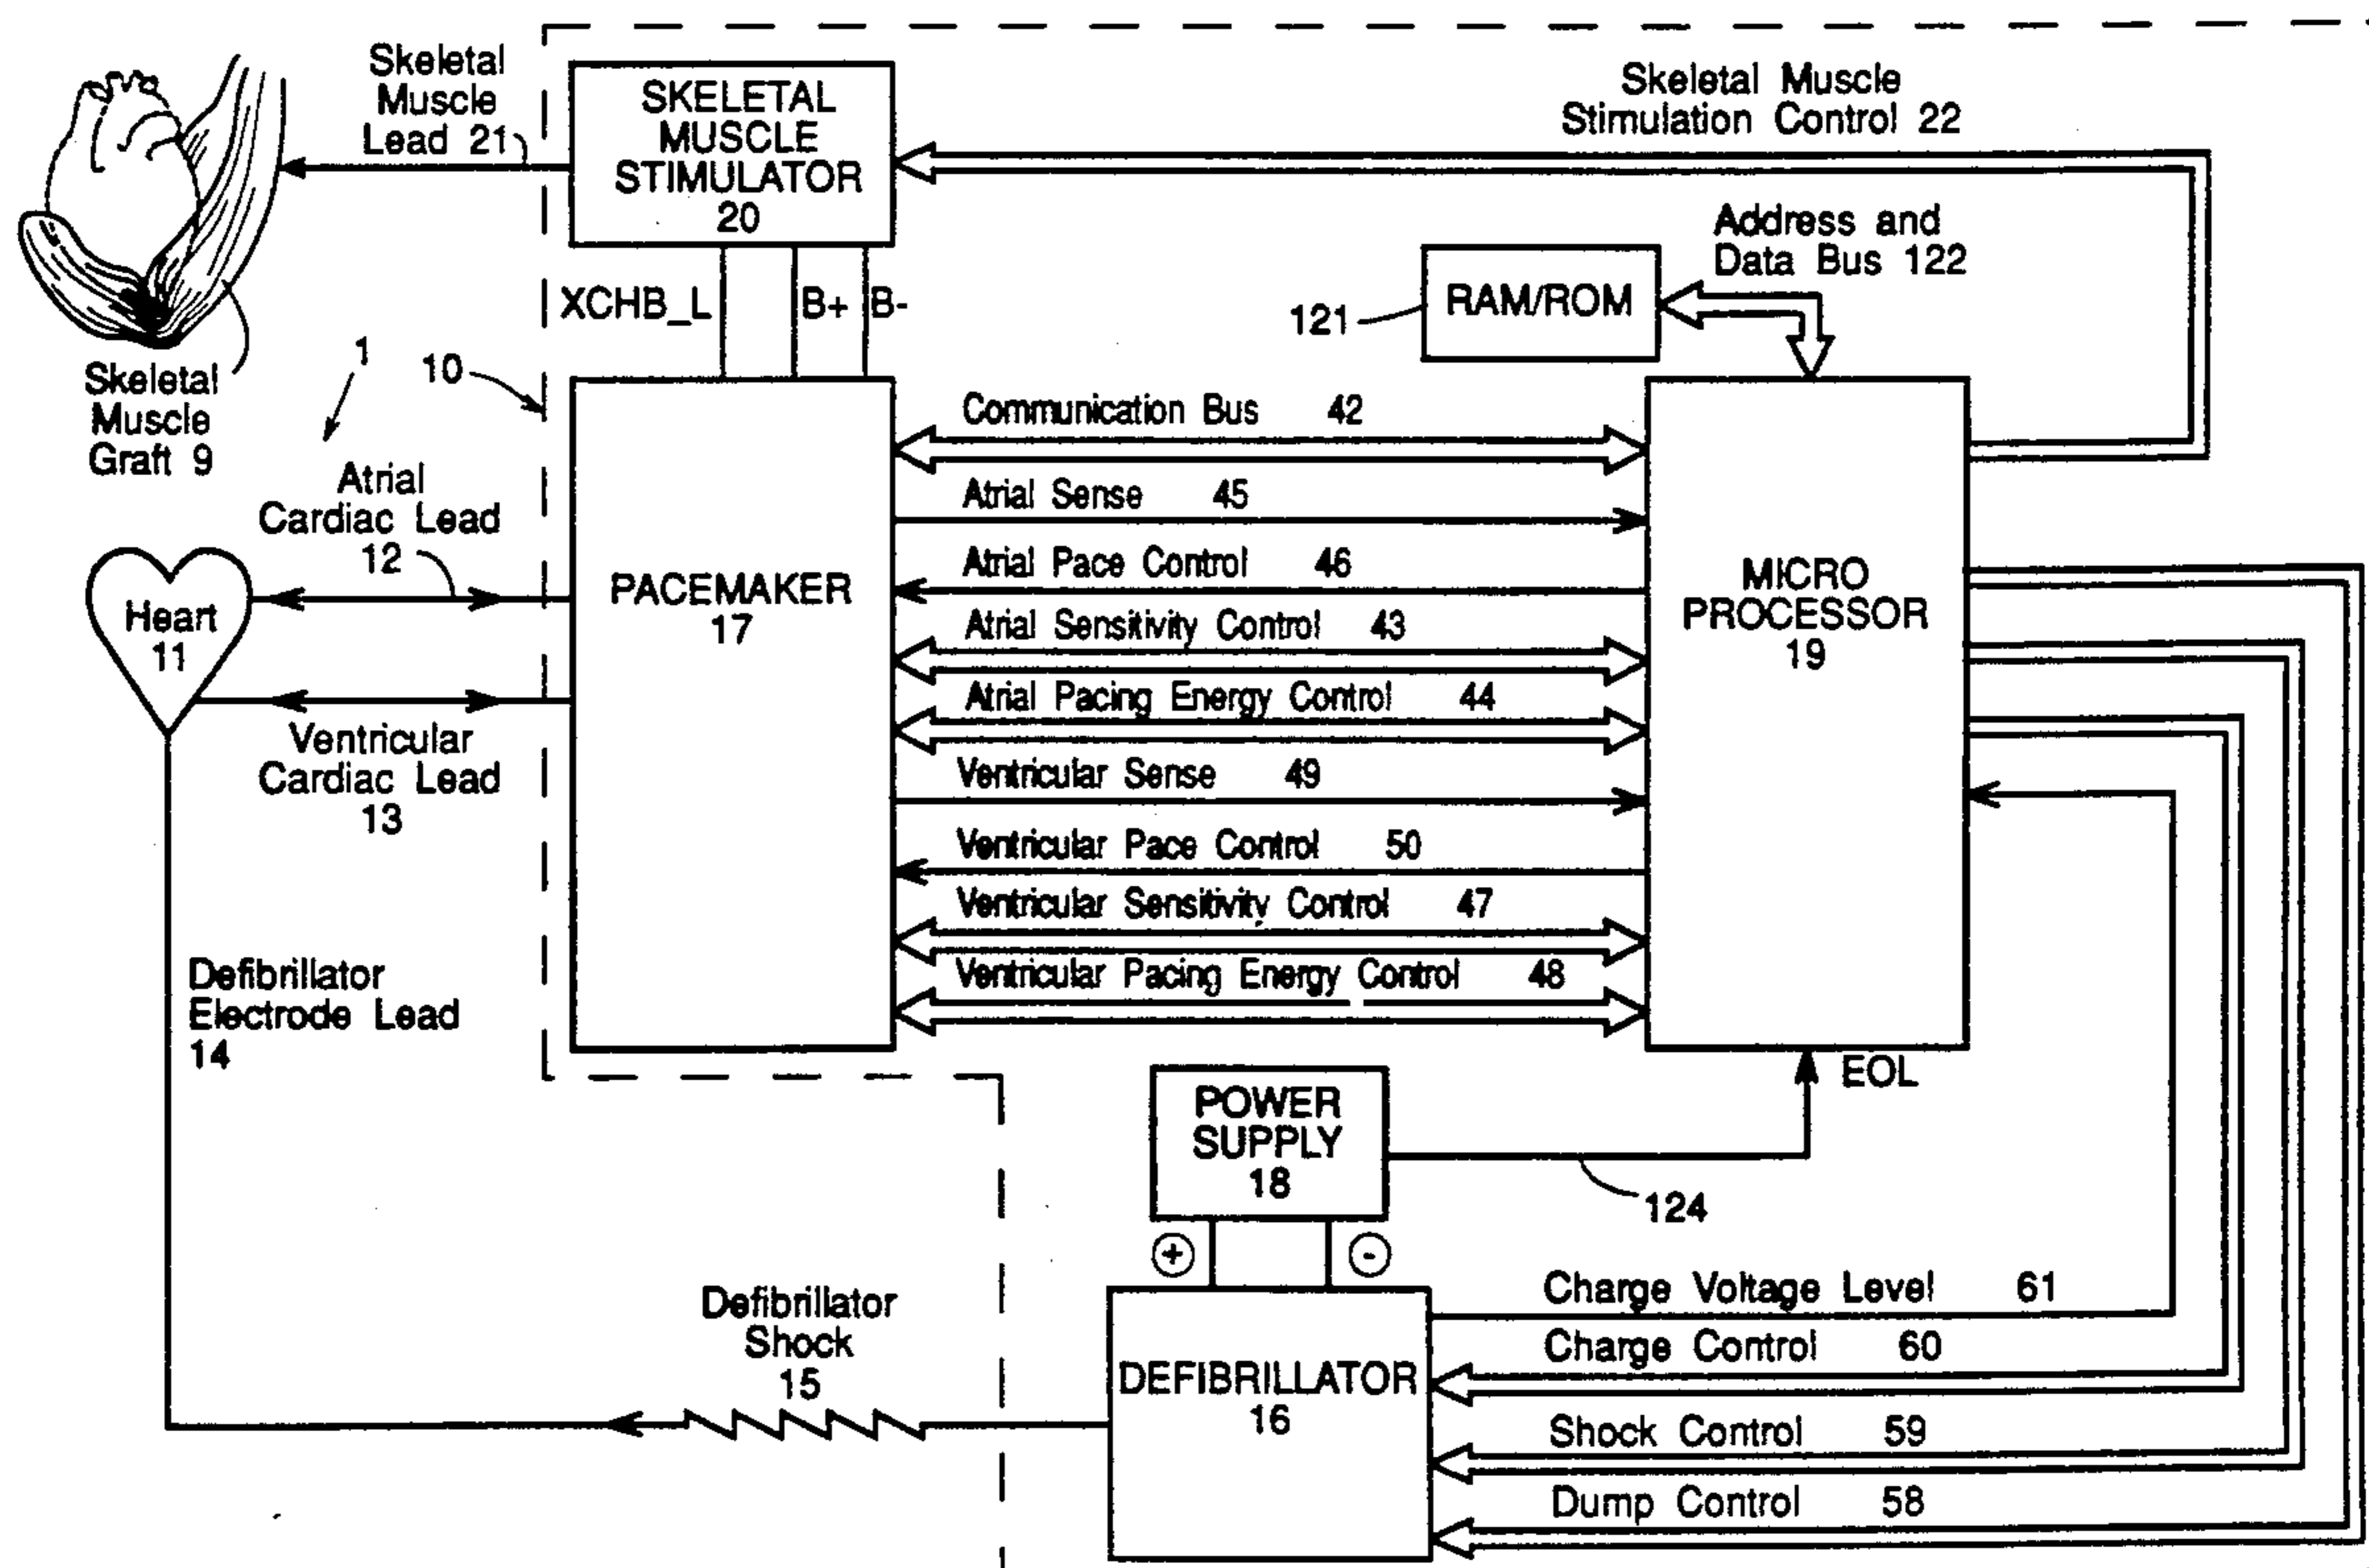 Skeletal
Muscle
Lead 21
SKELETAL
MUSCLE
STIMULATOR
20
Skeletal Muscle
Stimulation Control 22
Address and
Data Bus 122
RAM/ROM
121
XCHB_L
B+
B-
Skeletal
Muscle
Graft 9
1
10
Atrial
Cardiac Lead
12
Heart
11
Ventricular
Cardiac Lead
13
PACEMAKER
17
Communication Bus 42
Atrial Sense 45
Atrial Pace Control 46
Atrial Sensitivity Control 43
Atrial Pacing Energy Control 44
Ventricular Sense 49
Ventricular Pace Control 50
Ventricular Sensitivity Control 47
Ventricular Pacing Energy Control 48
MICRO
PROCESSOR
19
EOL
Defibrillator
Electrode Lead
14
POWER
SUPPLY
18
124
+
-
Defibrillator
Shock
15
DEFIBRILLATOR
16
Charge Voltage Level 61
Charge Control 60
Shock Control 59
Dump Control 58